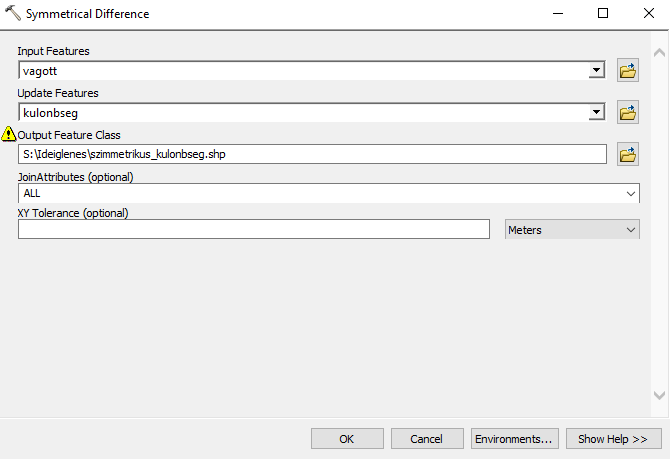 Symmetrical Difference
Input Features
vagott
Update Features
kulonbseg
Output Feature Class
S:\Ideiglenes\szimmetrikus_kulonbseg.shp
JoinAttributes (optional)
ALL
XY Tolerance (optional)
Meters
OK Cancel Environments... Show Help >>